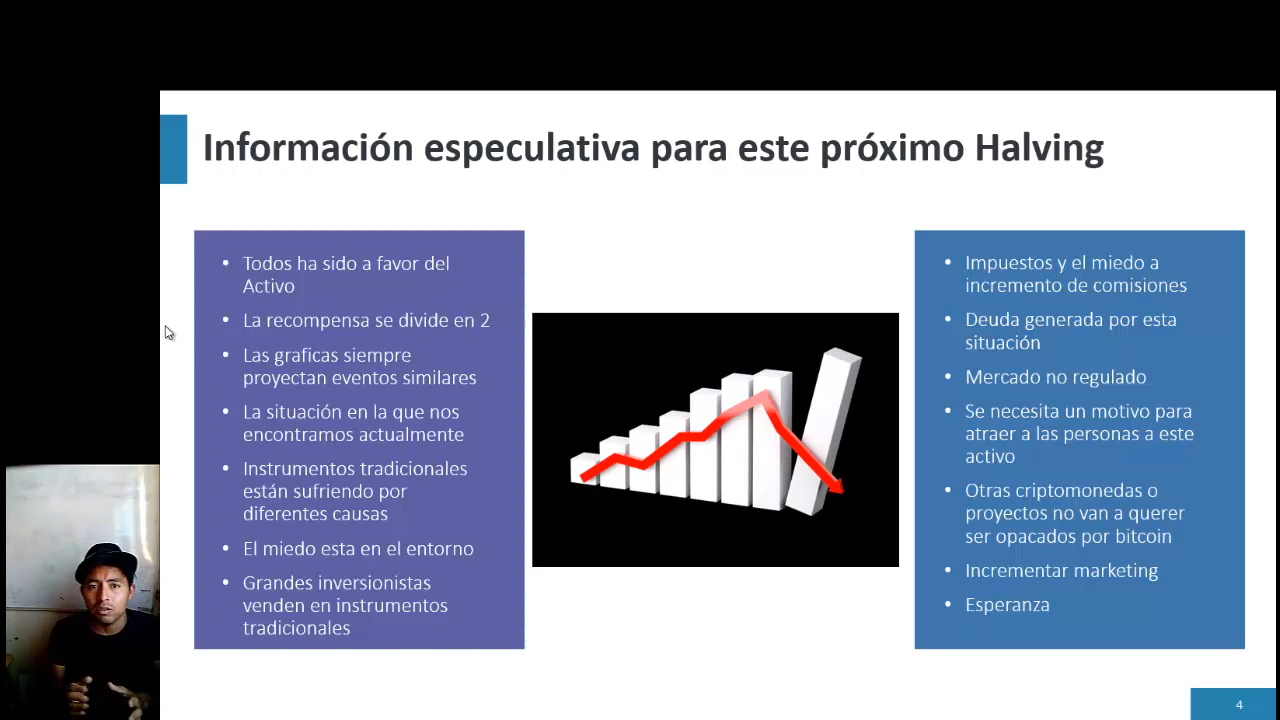 Información especulativa para este próximo Halving
• Todos ha sido a favor del
Activo
• La recompensa se divide en 2
• Las graficas siempre
proyectan eventos similares
• La situación en la que nos
encontramos actualmente
• Instrumentos tradicionales
están sufriendo por
diferentes causas
• El miedo esta en el entorno
• Grandes inversionistas
venden en instrumentos
tradicionales
• Impuestos y el miedo a
incremento de comisiones
• Deuda generada por esta
situación
• Mercado no regulado
• Se necesita un motivo para
atraer a las personas a este
activo
• Otras criptomonedas o
proyectos no van a querer
ser opacados por bitcoin
• Incrementar marketing
• Esperanza
4